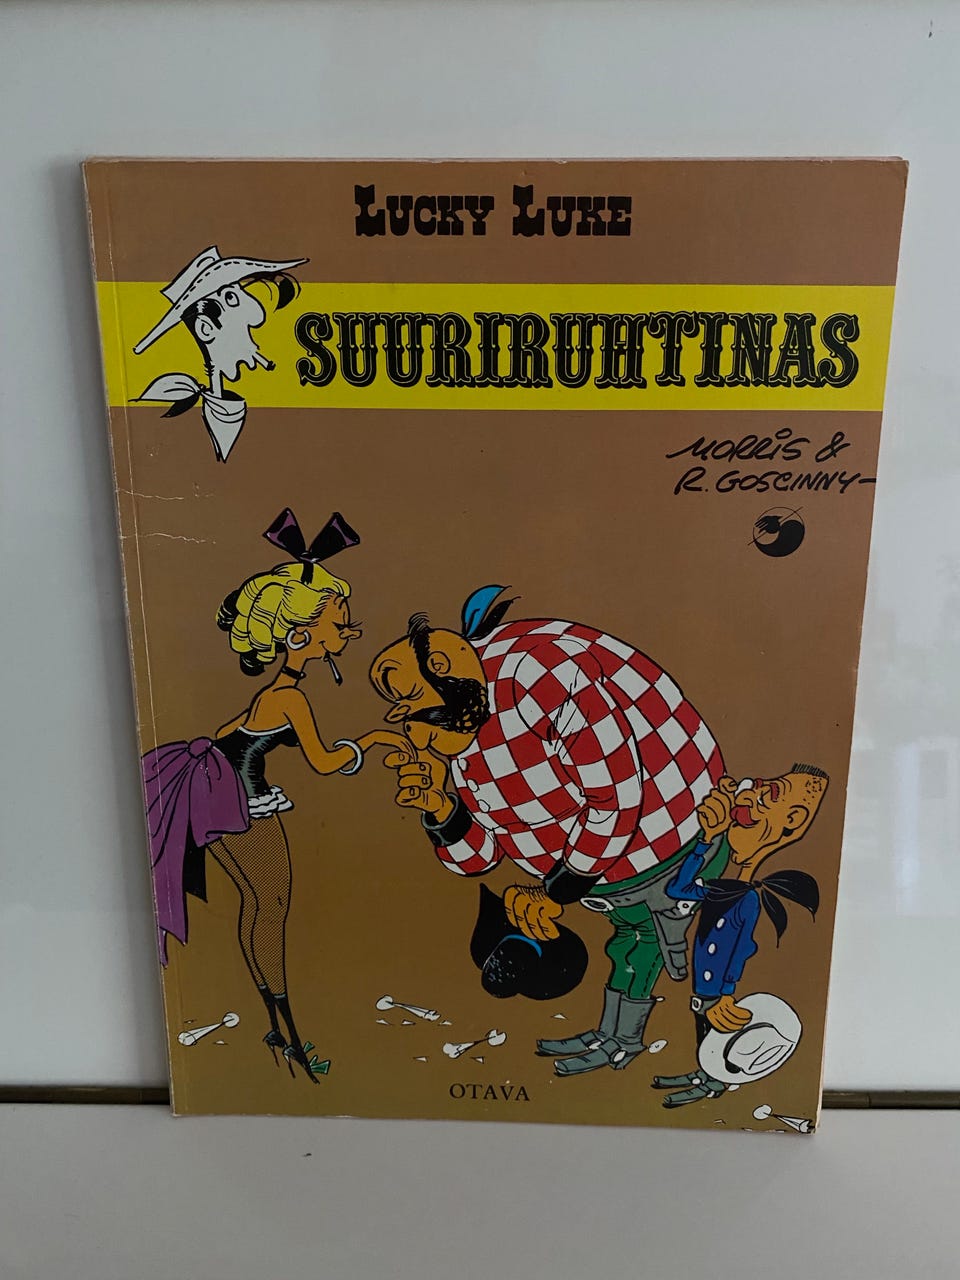 LUCKY LUKE
SUURIRUHTINAS
MORRIS &
R. GOSCINNY
OTAVA